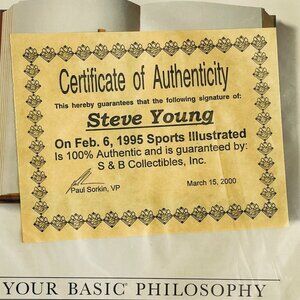 Certificate of Authenticity
This hereby guarantees that the following signature of:
Steve Young
On Feb. 6, 1995 Sports Illustrated
Is 100% Authentic and is guaranteed by:
S & B Collectibles, Inc.
Paul Sorkin, VP
March 15, 2000
YOUR BASIC PHILOSOPHY